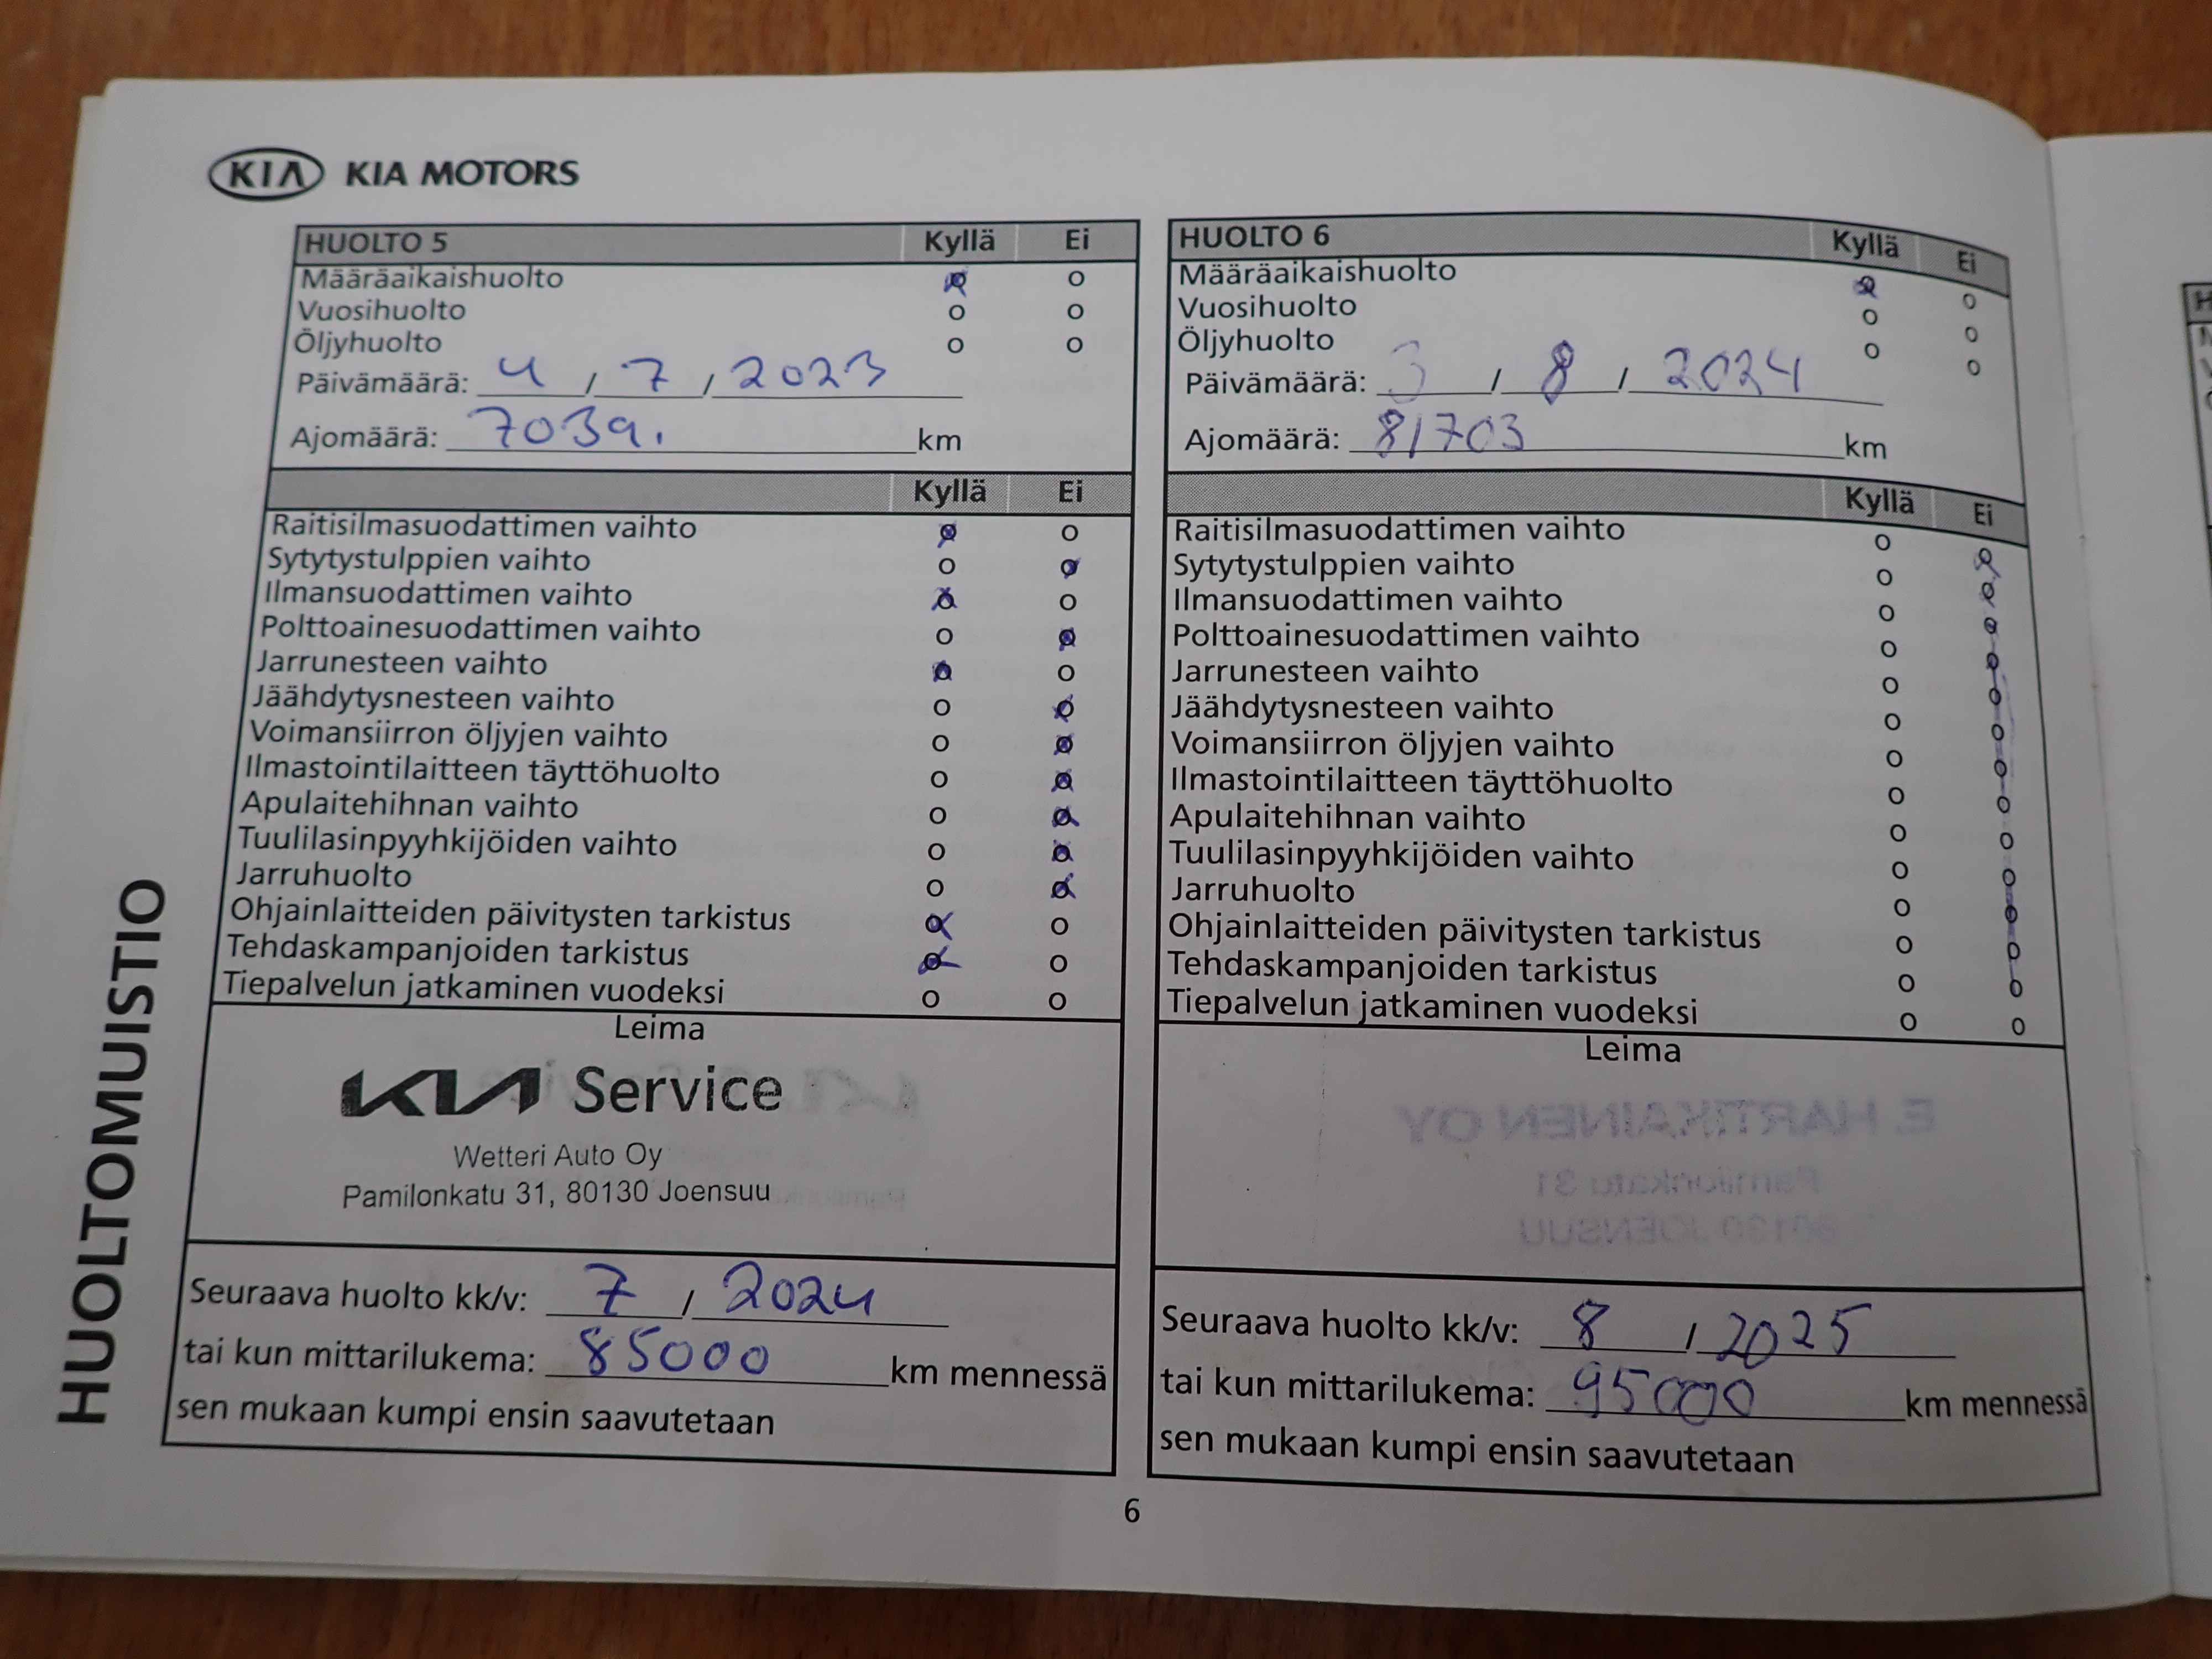 KIA KIA MOTORS
HUOLTOMUISTIO
HUOLTO 5 Kyllä Ei
Määräaikaishuolto
Vuosihuolto
Öljyhuolto
Päivämäärä: 4 / 7 / 2023
Ajomäärä: 7039. km
Kyllä Ei
Raitisilmasuodattimen vaihto
Sytytystulppien vaihto
Ilmansuodattimen vaihto
Polttoainesuodattimen vaihto
Jarrunesteen vaihto
Jäähdytysnesteen vaihto
Voimansiirron öljyjen vaihto
Ilmastointilaitteen täyttöhuolto
Apulaitehihnan vaihto
Tuulilasinpyyhkijöiden vaihto
Jarruhuolto
Ohjainlaitteiden päivitysten tarkistus
Tehdaskampanjoiden tarkistus
Tiepalvelun jatkaminen vuodeksi
Leima
KIA Service
Wetteri Auto Oy
Pamilonkatu 31, 80130 Joensuu
Seuraava huolto kk/v: 7 / 2024
tai kun mittarilukema: 85000 km mennessä
sen mukaan kumpi ensin saavutetaan
HUOLTO 6 Kyllä Ei
Määräaikaishuolto
Vuosihuolto
Öljyhuolto
Päivämäärä: 3 / 8 / 2024
Ajomäärä: 81703 km
Kyllä Ei
Raitisilmasuodattimen vaihto
Sytytystulppien vaihto
Ilmansuodattimen vaihto
Polttoainesuodattimen vaihto
Jarrunesteen vaihto
Jäähdytysnesteen vaihto
Voimansiirron öljyjen vaihto
Ilmastointilaitteen täyttöhuolto
Apulaitehihnan vaihto
Tuulilasinpyyhkijöiden vaihto
Jarruhuolto
Ohjainlaitteiden päivitysten tarkistus
Tehdaskampanjoiden tarkistus
Tiepalvelun jatkaminen vuodeksi
Leima
E. HARTIKAINEN OY
Pamilonkatu 31
80130 JOENSUU
Seuraava huolto kk/v: 8 / 2025
tai kun mittarilukema: 95000 km mennessä
sen mukaan kumpi ensin saavutetaan
6